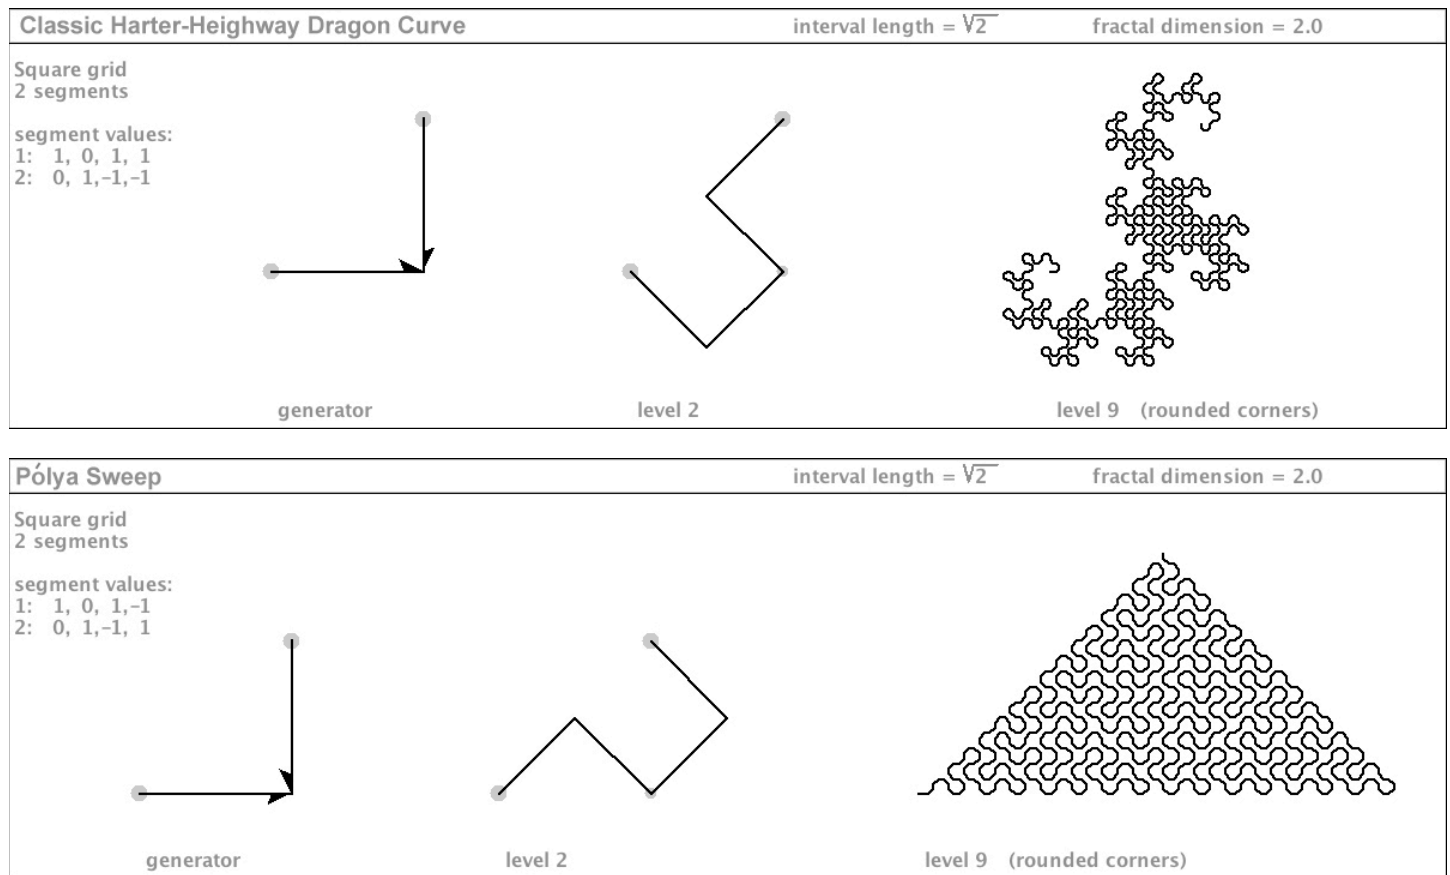 Classic Harter-Heighway Dragon Curve interval length = √2 fractal dimension = 2.0
Square grid
2 segments
segment values:
1: 1, 0, 1, 1
2: 0, 1,-1,-1
generator level 2 level 9 (rounded corners)
Pólya Sweep interval length = √2 fractal dimension = 2.0
Square grid
2 segments
segment values:
1: 1, 0, 1,-1
2: 0, 1,-1, 1
generator level 2 level 9 (rounded corners)